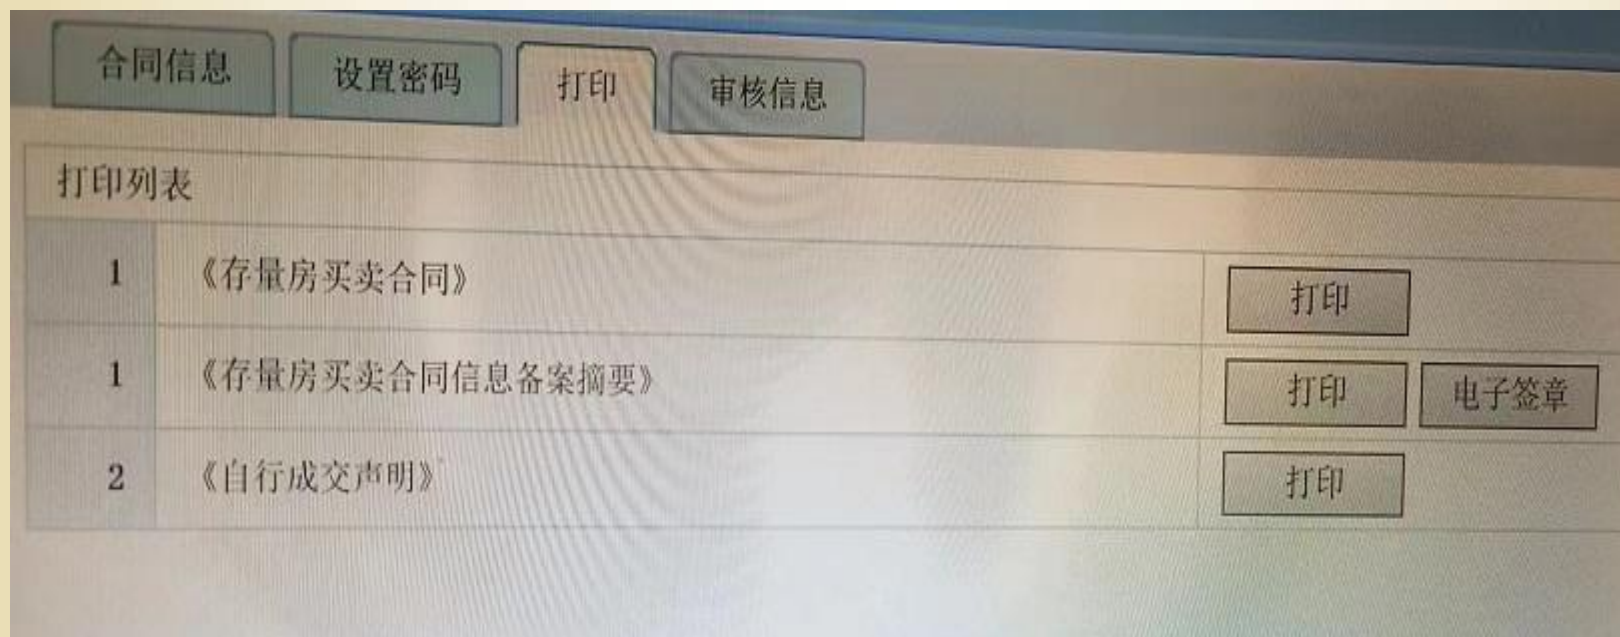 合同信息 设置密码 打印 审核信息
打印列表
1 《存量房买卖合同》 打印
1 《存量房买卖合同信息备案摘要》 打印 电子签章
2 《自行成交声明》 打印